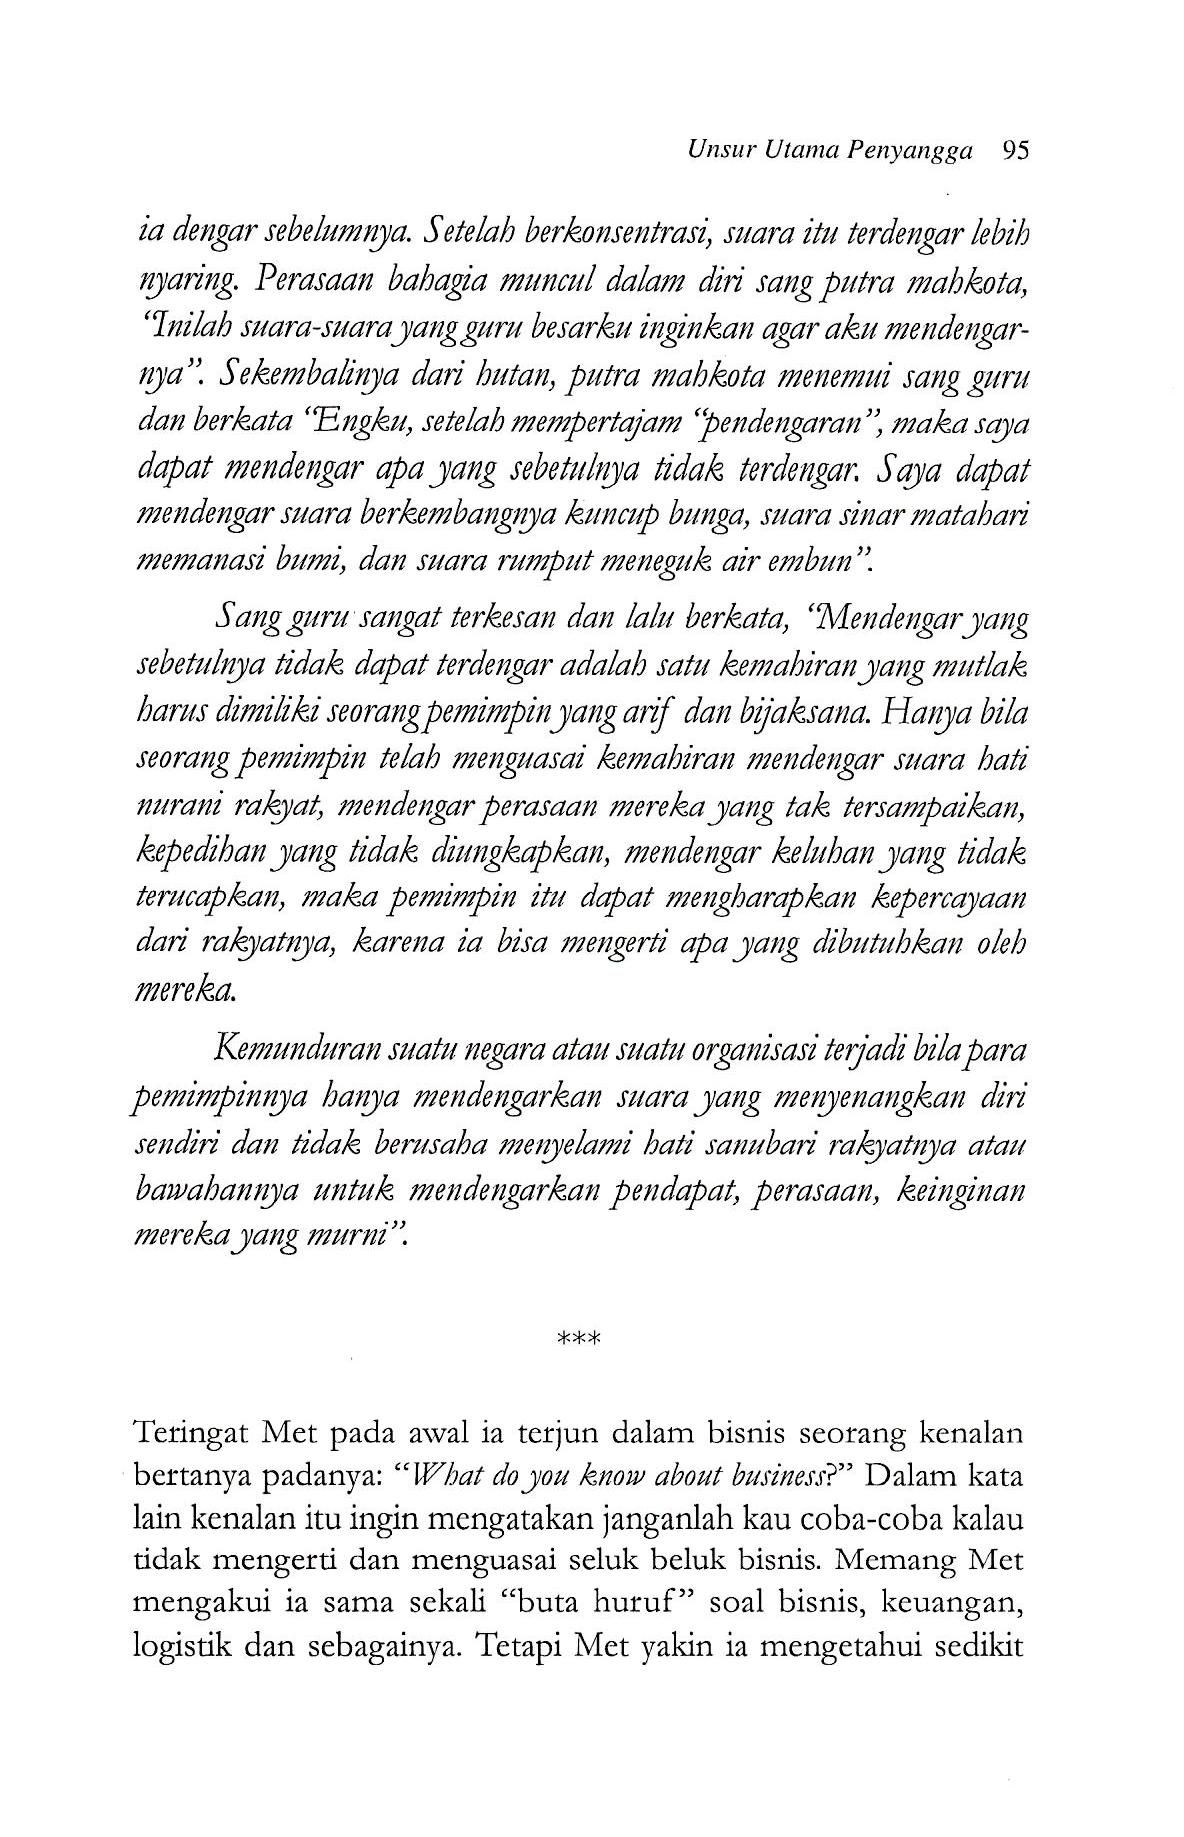 Unsur Utama Penyangga 95
ia dengar sebelumnya. Setelah berkonsentrasi, suara itu terdengar lebih
nyaring. Perasaan bahagia muncul dalam diri sang putra mahkota,
“Inilah suara-suara yang guru besarku inginkan agar aku mendengar-
nya”. Sekembalinya dari hutan, putra mahkota menemui sang guru
dan berkata “Engku, setelah mempertajam “pendengaran”, maka saya
dapat mendengar apa yang sebetulnya tidak terdengar. Saya dapat
mendengar suara berkembangnya kuncup bunga, suara sinar matahari
memanasi bumi, dan suara rumput meneguk air embun”.
Sang guru sangat terkesan dan lalu berkata, “Mendengar yang
sebetulnya tidak dapat terdengar adalah satu kemahiran yang mutlak
harus dimiliki seorang pemimpin yang arif dan bijaksana. Hanya bila
seorang pemimpin telah menguasai kemahiran mendengar suara hati
nurani rakyat, mendengar perasaan mereka yang tak tersampaikan,
kepedihan yang tidak diungkapkan, mendengar keluhan yang tidak
terucapkan, maka pemimpin itu dapat mengharapkan kepercayaan
dari rakyatnya, karena ia bisa mengerti apa yang dibutuhkan oleh
mereka.
Kemunduran suatu negara atau suatu organisasi terjadi bila para
pemimpinnya hanya mendengarkan suara yang menyenangkan diri
sendiri dan tidak berusaha menyelami hati sanubari rakyatnya atau
bawahannya untuk mendengarkan pendapat, perasaan, keinginan
mereka yang murni”.
***
Teringat Met pada awal ia terjun dalam bisnis seorang kenalan
bertanya padanya: “What do you know about business?” Dalam kata
lain kenalan itu ingin mengatakan janganlah kau coba-coba kalau
tidak mengerti dan menguasai seluk beluk bisnis. Memang Met
mengakui ia sama sekali “buta huruf” soal bisnis, keuangan,
logistik dan sebagainya. Tetapi Met yakin ia mengetahui sedikit